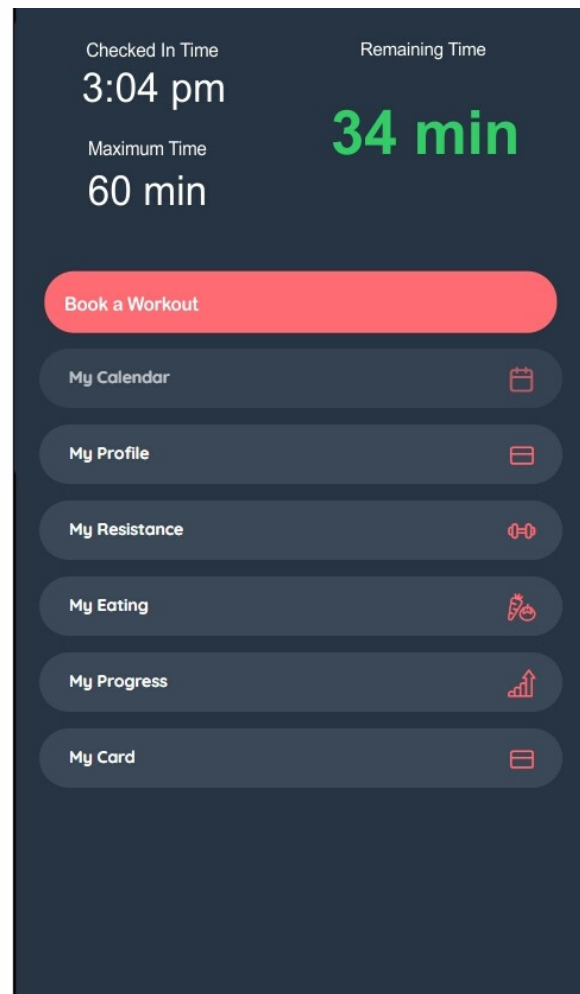 Checked In Time
3:04 pm
Maximum Time
60 min
Remaining Time
34 min
Book a Workout
My Calendar
My Profile
My Resistance
My Eating
My Progress
My Card